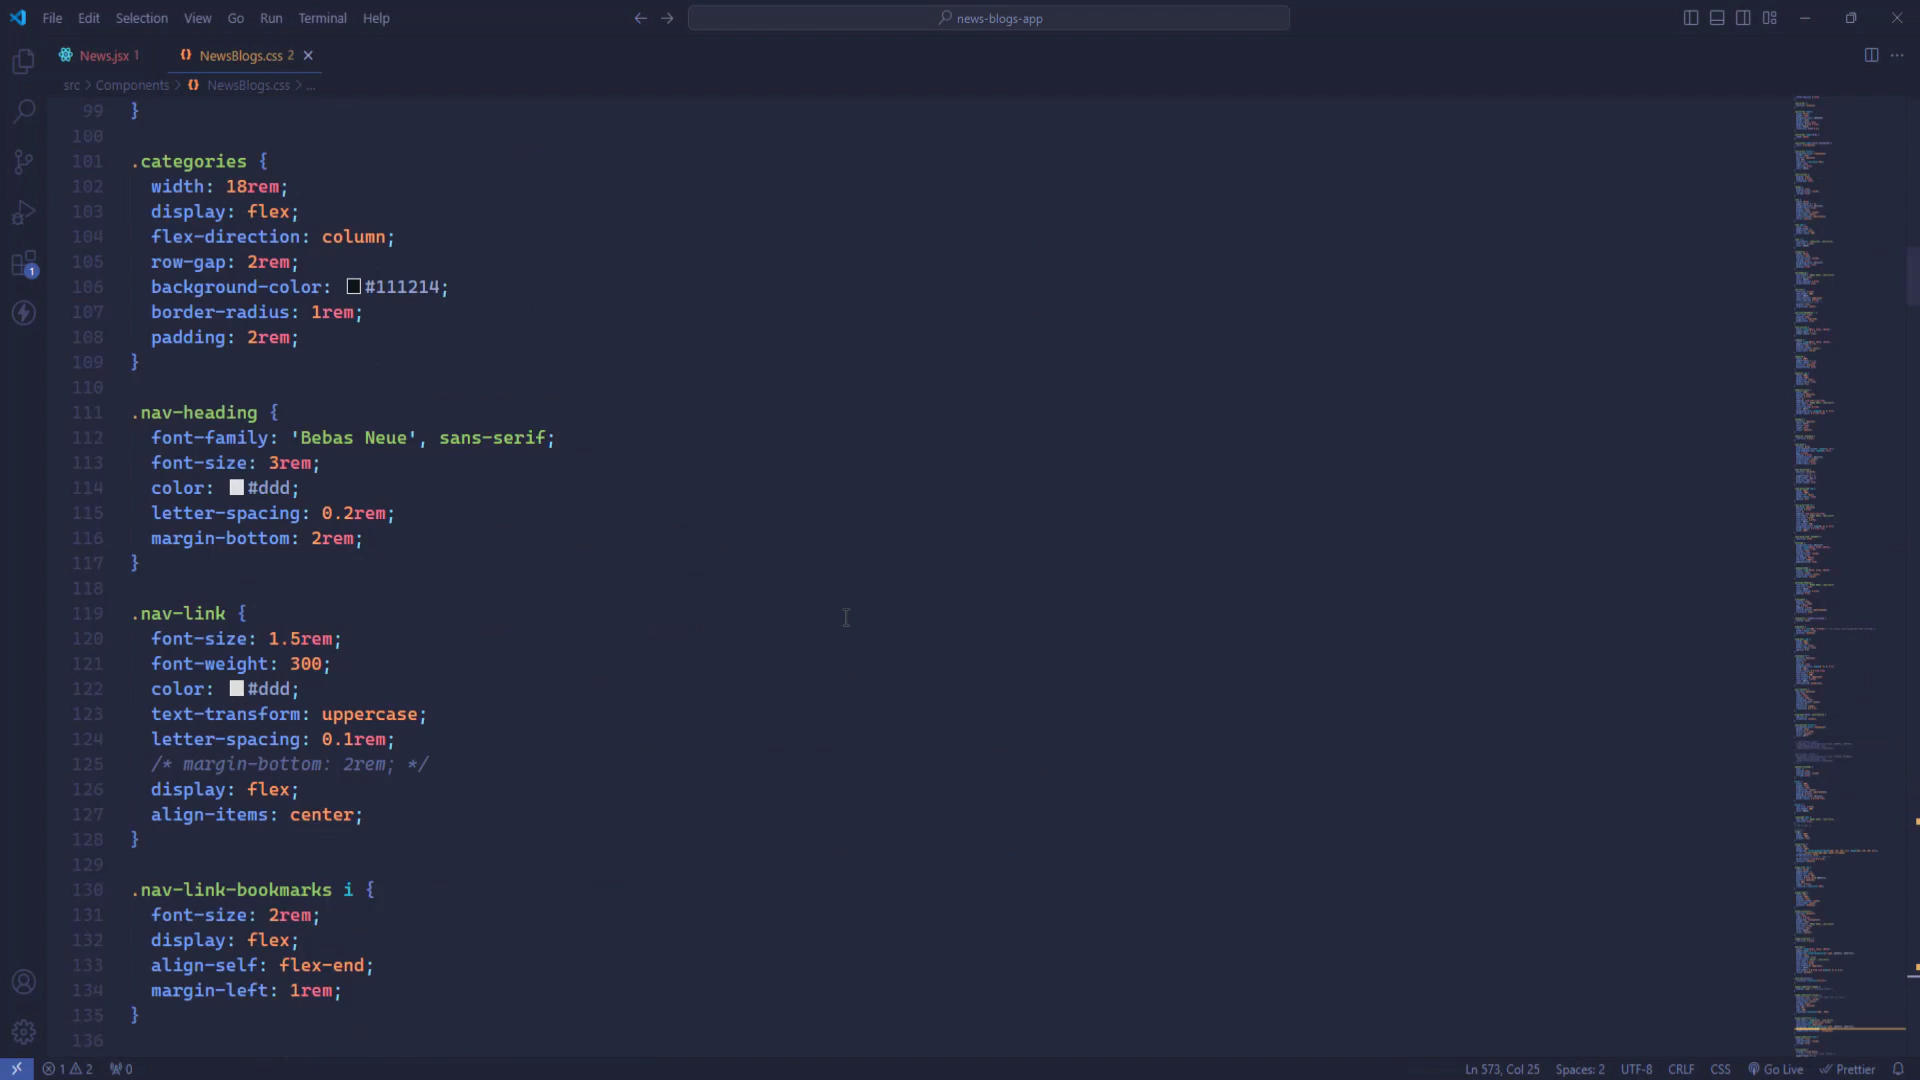 File Edit Selection View Go Run Terminal Help
news-blogs-app
News.jsx 1
NewsBlogs.css 2
src > Components > {} NewsBlogs.css > ...
99 }
100
101 .categories {
102 width: 18rem;
103 display: flex;
104 flex-direction: column;
105 row-gap: 2rem;
106 background-color: #111214;
107 border-radius: 1rem;
108 padding: 2rem;
109 }
110
111 .nav-heading {
112 font-family: 'Bebas Neue', sans-serif;
113 font-size: 3rem;
114 color: #ddd;
115 letter-spacing: 0.2rem;
116 margin-bottom: 2rem;
117 }
118
119 .nav-link {
120 font-size: 1.5rem;
121 font-weight: 300;
122 color: #ddd;
123 text-transform: uppercase;
124 letter-spacing: 0.1rem;
125 /* margin-bottom: 2rem; */
126 display: flex;
127 align-items: center;
128 }
129
130 .nav-link-bookmarks i {
131 font-size: 2rem;
132 display: flex;
133 align-self: flex-end;
134 margin-left: 1rem;
135 }
136
1
1 2 0
Ln 573, Col 25 Spaces: 2 UTF-8 CRLF CSS Go Live Prettier